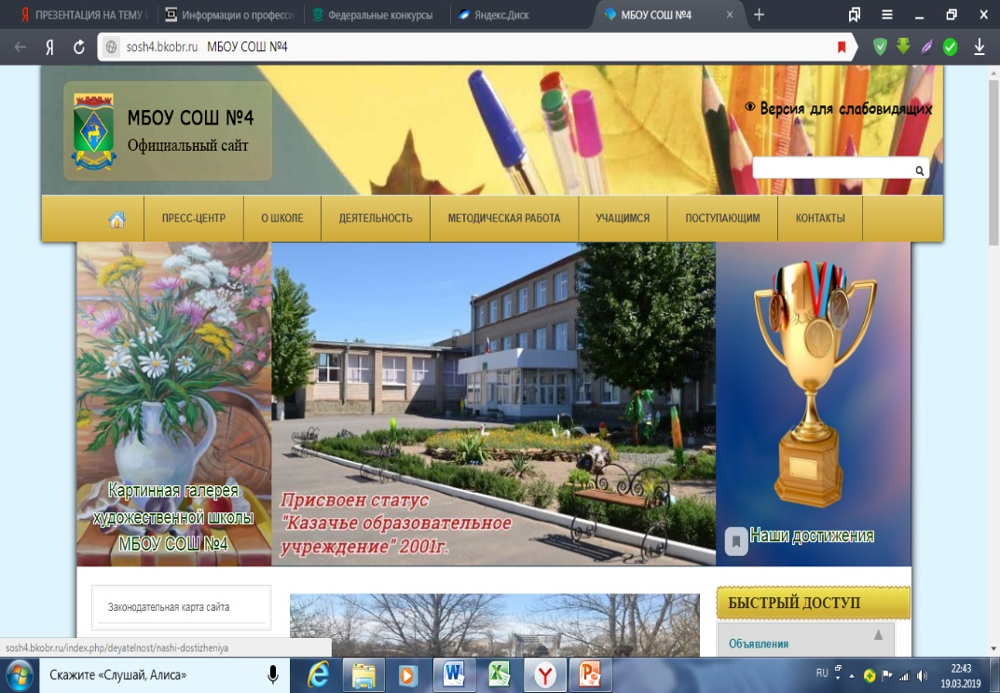 ПРЕЗЕНТАЦИЯ НА ТЕМУ
Информации о професси
Федеральные конкурсы
Яндекс.Диск
МБОУ СОШ №4
sosh4.bkobr.ru МБОУ СОШ №4
МБОУ СОШ №4
Официальный сайт
Версия для слабовидящих
ПРЕСС-ЦЕНТР
О ШКОЛЕ
ДЕЯТЕЛЬНОСТЬ
МЕТОДИЧЕСКАЯ РАБОТА
УЧАЩИМСЯ
ПОСТУПАЮЩИМ
КОНТАКТЫ
Картинная галерея
художественной школы
МБОУ СОШ №4
Присвоен статус
"Казачье образовательное
учреждение" 2001г.
Наши достижения
Законодательная карта сайта
БЫСТРЫЙ ДОСТУП
Объявления
sosh4.bkobr.ru/index.php/deyatelnost/nashi-dostizheniya
Скажите «Слушай, Алиса»
RU
22:43
19.03.2019